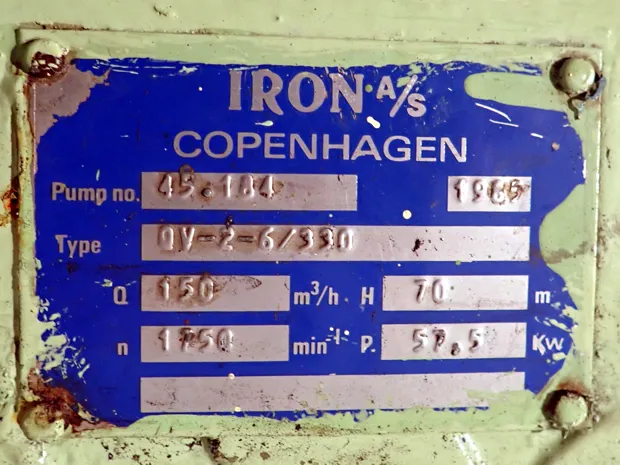 IRON A/S
COPENHAGEN
Pump no. 45.184
Type QV-2-6/330
Q 150 m³/h H 70 m
n 1750 min⁻¹ P. 57,5 Kw